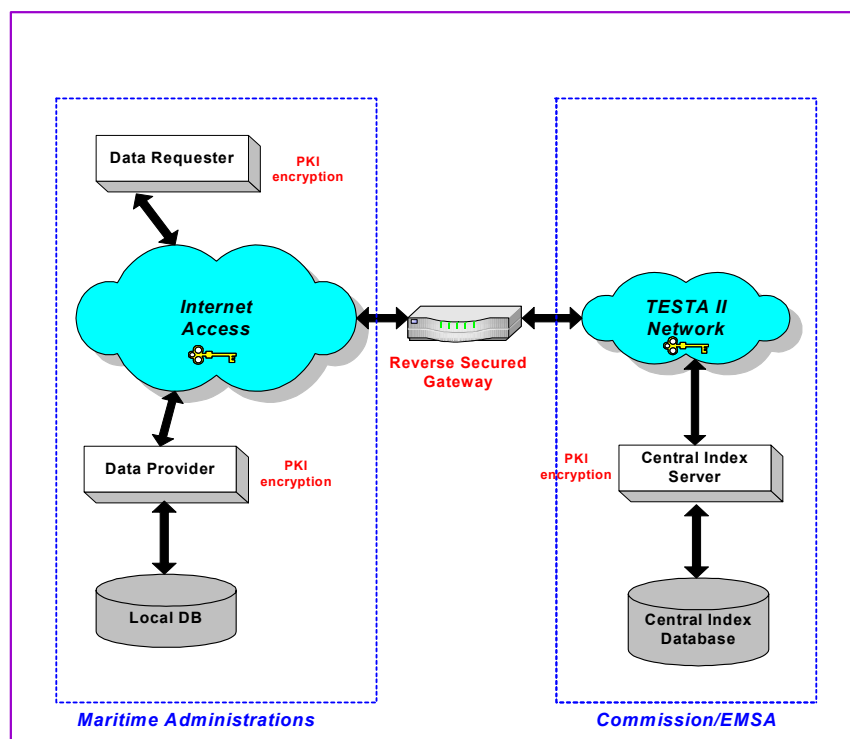 Data Requester
PKI
encryption
Internet
Access
Reverse Secured
Gateway
TESTA II
Network
Data Provider
PKI
encryption
PKI
encryption
Central Index
Server
Local DB
Central Index
Database
Maritime Administrations
Commission/EMSA